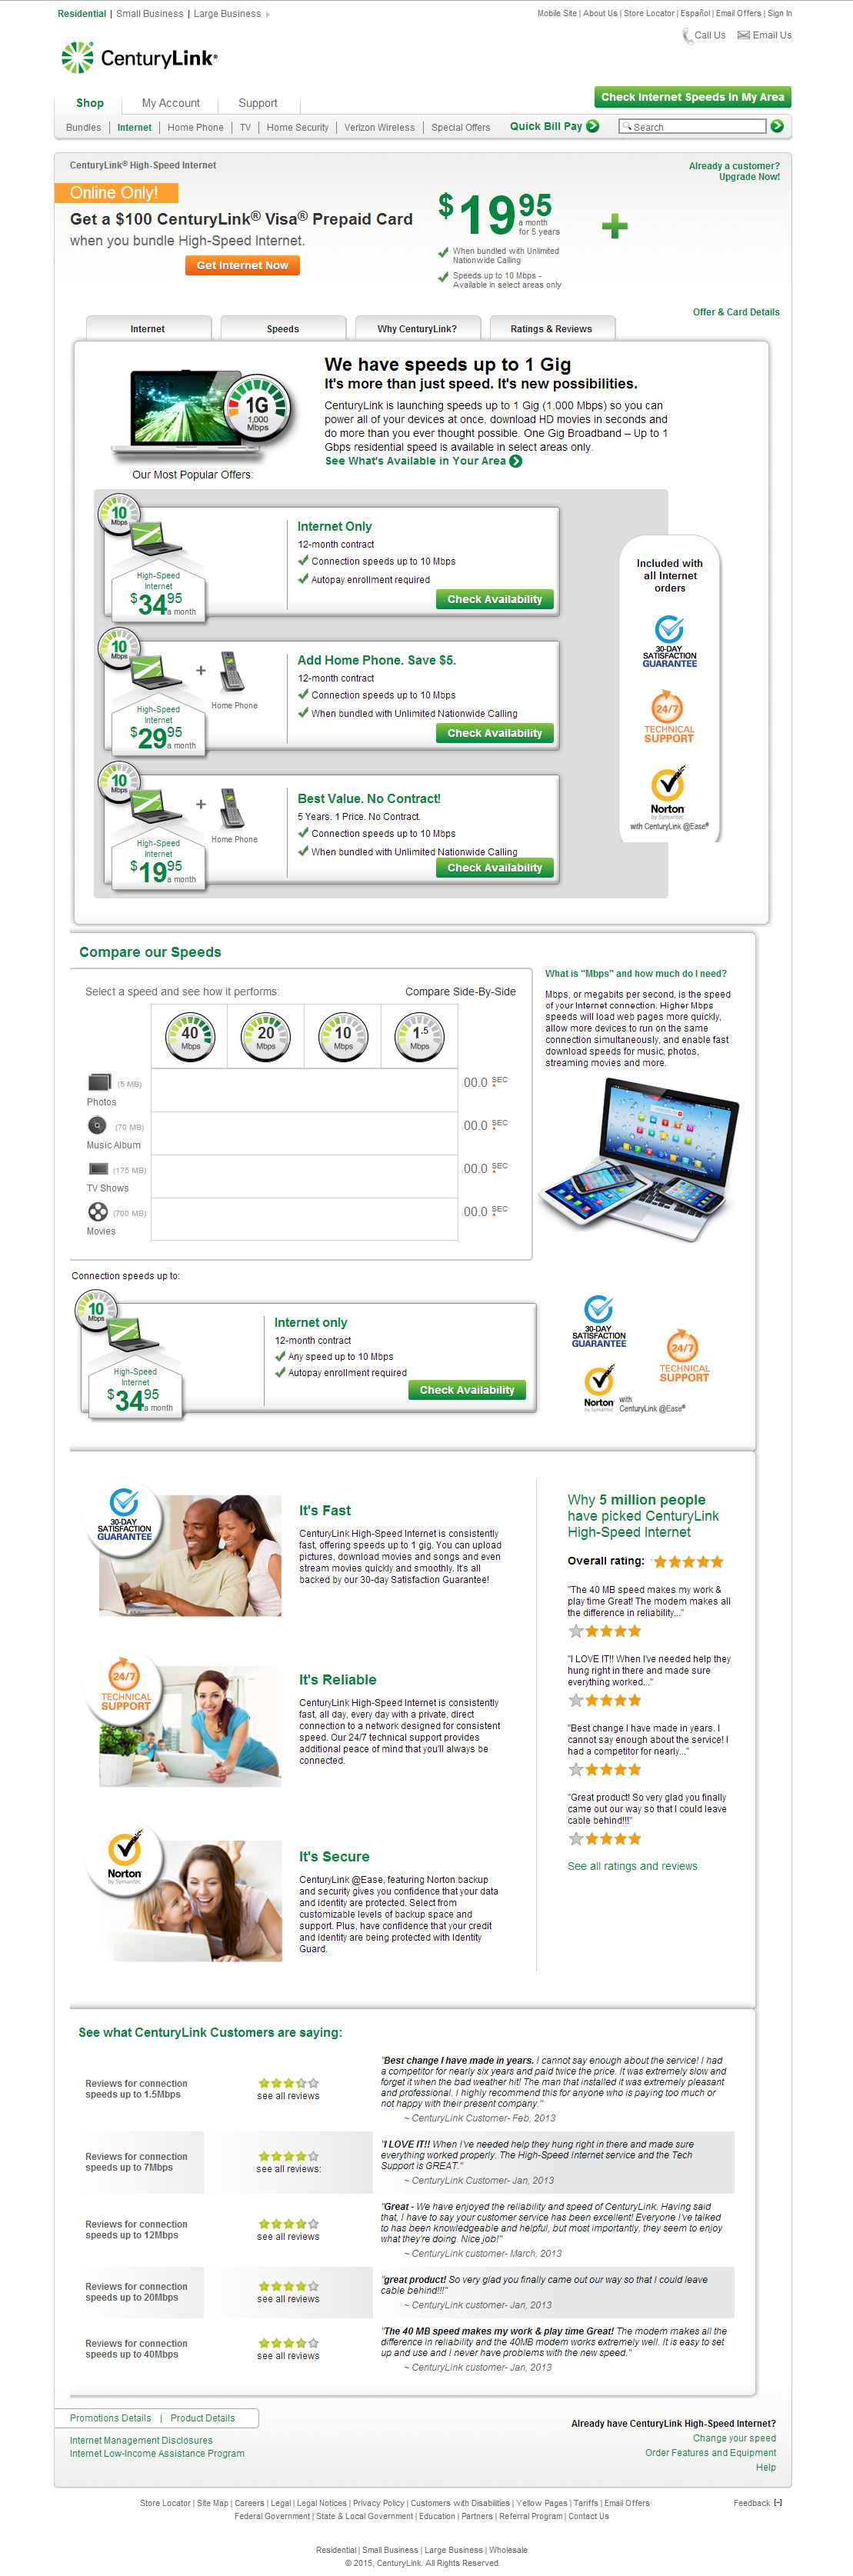 Residential | Small Business | Large Business
Mobile Site | About Us | Store Locator | Español | Email Offers | Sign In
Call Us Email Us
CenturyLink®
Shop My Account Support
Check Internet Speeds In My Area
Bundles Internet Home Phone TV Home Security Verizon Wireless Special Offers Quick Bill Pay Search
CenturyLink® High-Speed Internet
Already a customer?
Upgrade Now!
Online Only!
Get a $100 CenturyLink® Visa® Prepaid Card
when you bundle High-Speed Internet.
Get Internet Now
$19 95
a month
for 5 years
When bundled with Unlimited
Nationwide Calling
Speeds up to 10 Mbps -
Available in select areas only
Offer & Card Details
Internet Speeds Why CenturyLink? Ratings & Reviews
We have speeds up to 1 Gig
It's more than just speed. It's new possibilities.
CenturyLink is launching speeds up to 1 Gig (1,000 Mbps) so you can
power all of your devices at once, download HD movies in seconds and
do more than you ever thought possible. One Gig Broadband – Up to 1
Gbps residential speed is available in select areas only.
See What's Available in Your Area
1G
1,000
Mbps
Our Most Popular Offers:
10
Mbps
High-Speed
Internet
$34 95
a month
Internet Only
12-month contract
Connection speeds up to 10 Mbps
Autopay enrollment required
Check Availability
10
Mbps
+
Home Phone
High-Speed
Internet
$29 95
a month
Add Home Phone. Save $5.
12-month contract
Connection speeds up to 10 Mbps
When bundled with Unlimited Nationwide Calling
Check Availability
10
Mbps
+
Home Phone
High-Speed
Internet
$19 95
a month
Best Value. No Contract!
5 Years. 1 Price. No Contract.
Connection speeds up to 10 Mbps
When bundled with Unlimited Nationwide Calling
Check Availability
Included with
all Internet
orders
30-DAY
SATISFACTION
GUARANTEE
24/7
TECHNICAL
SUPPORT
Norton
by Symantec
with CenturyLink @Ease®
Compare our Speeds
Select a speed and see how it performs:
Compare Side-By-Side
40
Mbps
20
Mbps
10
Mbps
1.5
Mbps
(5 MB)
Photos
00.0 SEC
(70 MB)
Music Album
00.0 SEC
(175 MB)
TV Shows
00.0 SEC
(700 MB)
Movies
00.0 SEC
What is "Mbps" and how much do I need?
Mbps, or megabits per second, is the speed
of your Internet connection. Higher Mbps
speeds will load web pages more quickly,
allow more devices to run on the same
connection simultaneously, and enable fast
download speeds for music, photos,
streaming movies and more.
Connection speeds up to:
10
Mbps
High-Speed
Internet
$34 95
a month
Internet only
12-month contract
Any speed up to 10 Mbps
Autopay enrollment required
Check Availability
30-DAY
SATISFACTION
GUARANTEE
24/7
TECHNICAL
SUPPORT
Norton
by Symantec
with
CenturyLink @Ease®
30-DAY
SATISFACTION
GUARANTEE
It's Fast
CenturyLink High-Speed Internet is consistently
fast, offering speeds up to 1 gig. You can upload
pictures, download movies and songs and even
stream movies quickly and smoothly. It's all
backed by our 30-day Satisfaction Guarantee!
24/7
TECHNICAL
SUPPORT
It's Reliable
CenturyLink High-Speed Internet is consistently
fast, all day, every day with a private, direct
connection to a network designed for consistent
speed. Our 24/7 technical support provides
additional peace of mind that you'll always be
connected.
Norton
by Symantec
It's Secure
CenturyLink @Ease, featuring Norton backup
and security gives you confidence that your data
and identity are protected. Select from
customizable levels of backup space and
support. Plus, have confidence that your credit
and identity are being protected with Identity
Guard.
Why 5 million people
have picked CenturyLink
High-Speed Internet
Overall rating:
"The 40 MB speed makes my work &
play time Great! The modem makes all
the difference in reliability..."
"I LOVE IT!! When I've needed help they
hung right in there and made sure
everything worked..."
"Best change I have made in years. I
cannot say enough about the service! I
had a competitor for nearly..."
"Great product! So very glad you finally
came out our way so that I could leave
cable behind!!!"
See all ratings and reviews
See what CenturyLink Customers are saying:
Reviews for connection
speeds up to 1.5Mbps
see all reviews
"Best change I have made in years. I cannot say enough about the service! I had
a competitor for nearly six years and paid twice the price. It was extremely slow and
forget it when the bad weather hit! The man that installed it was extremely pleasant
and professional. I highly recommend this for anyone who is paying too much or
not happy with their present company."
~ CenturyLink Customer- Feb, 2013
Reviews for connection
speeds up to 7Mbps
see all reviews:
"I LOVE IT!! When I've needed help they hung right in there and made sure
everything worked properly. The High-Speed Internet service and the Tech
Support is GREAT."
~ CenturyLink Customer- Jan, 2013
Reviews for connection
speeds up to 12Mbps
see all reviews
"Great - We have enjoyed the reliability and speed of CenturyLink. Having said
that, I have to say your customer service has been excellent! Everyone I've talked
to has been knowledgeable and helpful, but most importantly, they seem to enjoy
what they're doing. Nice job!"
~ CenturyLink customer- March, 2013
Reviews for connection
speeds up to 20Mbps
see all reviews
"great product! So very glad you finally came out our way so that I could leave
cable behind!!!"
~ CenturyLink customer- Jan, 2013
Reviews for connection
speeds up to 40Mbps
see all reviews
"The 40 MB speed makes my work & play time Great! The modem makes all the
difference in reliability and the 40MB modem works extremely well. It is easy to set
up and use and I never have problems with the new speed."
~ CenturyLink customer- Jan, 2013
Promotions Details | Product Details
Internet Management Disclosures
Internet Low-Income Assistance Program
Already have CenturyLink High-Speed Internet?
Change your speed
Order Features and Equipment
Help
Store Locator | Site Map | Careers | Legal | Legal Notices | Privacy Policy | Customers with Disabilities | Yellow Pages | Tariffs | Email Offers
Feedback [-]
Federal Government | State & Local Government | Education | Partners | Referral Program | Contact Us
Residential | Small Business | Large Business | Wholesale
© 2015, CenturyLink. All Rights Reserved.